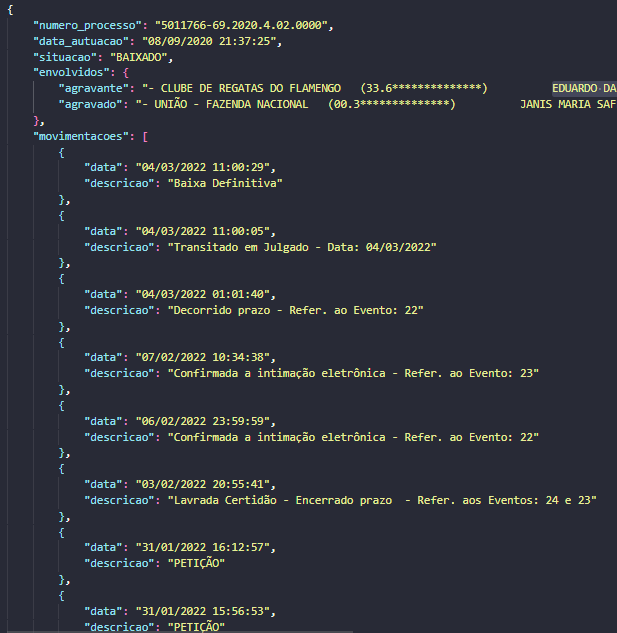 {
"numero_processo": "5011766-69.2020.4.02.0000",
"data_autuacao": "08/09/2020 21:37:25",
"situacao": "BAIXADO",
"envolvidos": {
"agravante": "- CLUBE DE REGATAS DO FLAMENGO (33.6**************) EDUARDO DA
"agravado": "- UNIÃO - FAZENDA NACIONAL (00.3**************) JANIS MARIA SAF
},
"movimentacoes": [
{
"data": "04/03/2022 11:00:29",
"descricao": "Baixa Definitiva"
},
{
"data": "04/03/2022 11:00:05",
"descricao": "Transitado em Julgado - Data: 04/03/2022"
},
{
"data": "04/03/2022 01:01:40",
"descricao": "Decorrido prazo - Refer. ao Evento: 22"
},
{
"data": "07/02/2022 10:34:38",
"descricao": "Confirmada a intimação eletrônica - Refer. ao Evento: 23"
},
{
"data": "06/02/2022 23:59:59",
"descricao": "Confirmada a intimação eletrônica - Refer. ao Evento: 22"
},
{
"data": "03/02/2022 20:55:41",
"descricao": "Lavrada Certidão - Encerrado prazo  - Refer. aos Eventos: 24 e 23"
},
{
"data": "31/01/2022 16:12:57",
"descricao": "PETIÇÃO"
},
{
"data": "31/01/2022 15:56:53",
"descricao": "PETIÇÃO"